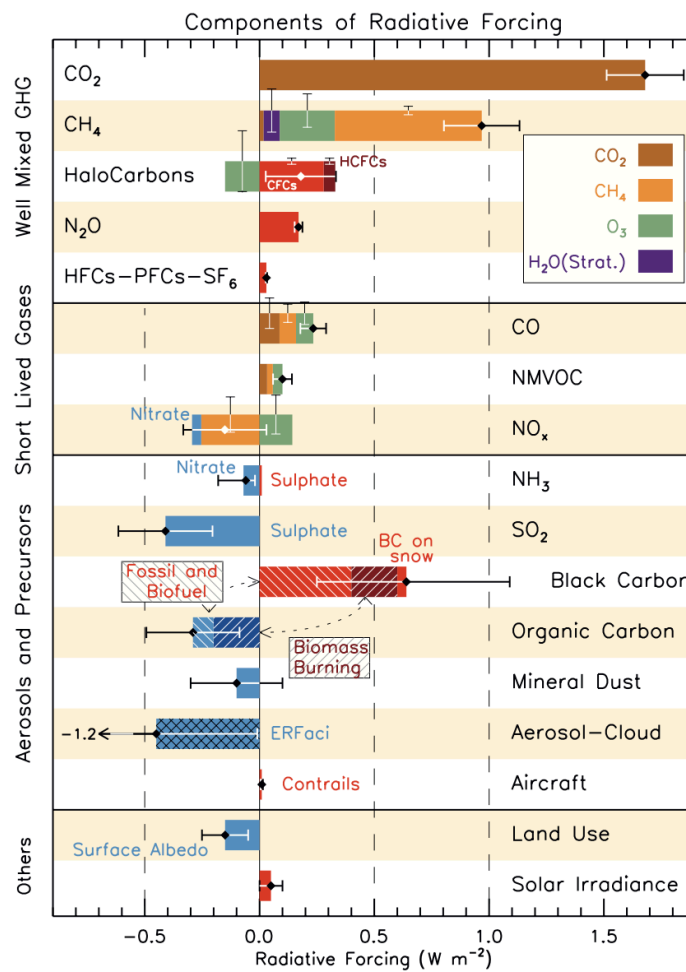 Components of Radiative Forcing
Well Mixed GHG
CO₂
CH₄
HaloCarbons
CFCs
HCFCs
N₂O
HFCs–PFCs–SF₆
CO₂
CH₄
O₃
H₂O(Strat.)
Short Lived Gases
CO
NMVOC
Nitrate
NOₓ
Aerosols and Precursors
Nitrate
Sulphate
NH₃
Sulphate
SO₂
BC on
snow
Fossil and
Biofuel
Black Carbon
Organic Carbon
Biomass
Burning
Mineral Dust
−1.2
ERFaci
Aerosol–Cloud
Contrails
Aircraft
Others
Land Use
Surface Albedo
Solar Irradiance
−0.5
0.0
0.5
1.0
1.5
Radiative Forcing (W m⁻²)